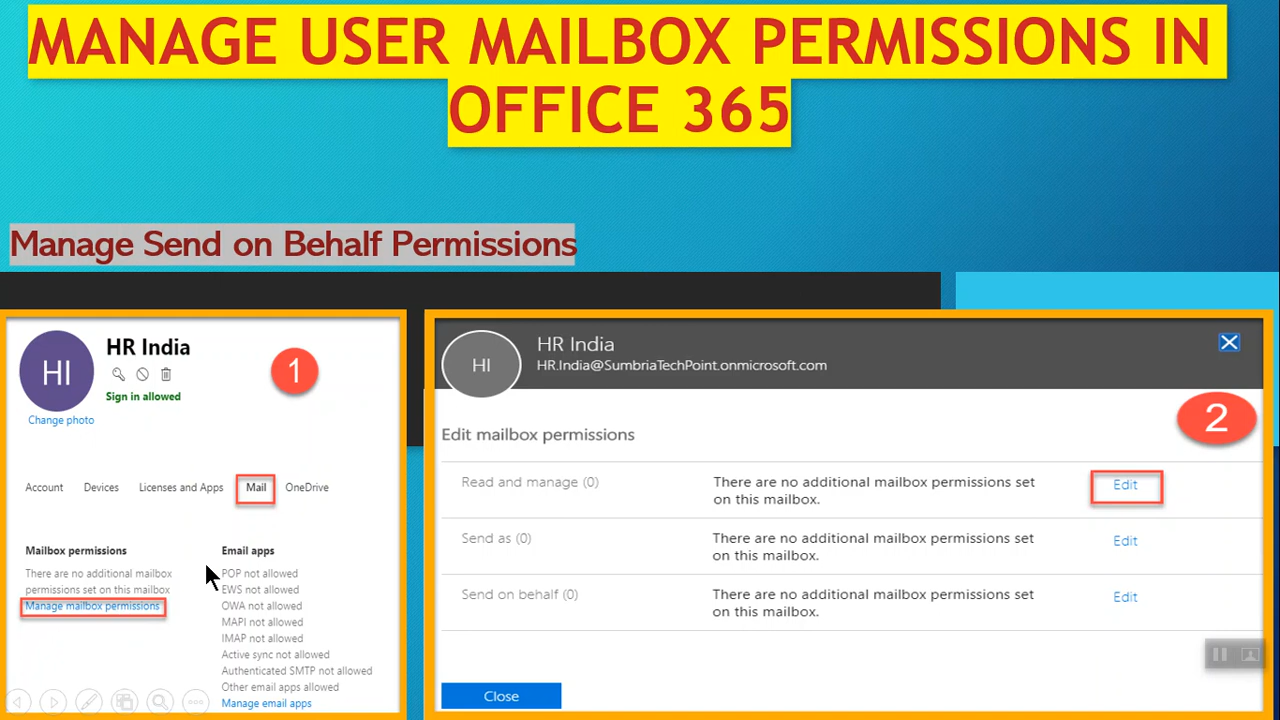 MANAGE USER MAILBOX PERMISSIONS IN
OFFICE 365
Manage Send on Behalf Permissions
HI
HR India
Sign in allowed
Change photo
1
Account Devices Licenses and Apps Mail OneDrive
Mailbox permissions
There are no additional mailbox
permissions set on this mailbox
Manage mailbox permissions
Email apps
POP not allowed
EWS not allowed
OWA not allowed
MAPI not allowed
IMAP not allowed
Active sync not allowed
Authenticated SMTP not allowed
Other email apps allowed
Manage email apps
HI
HR India
HR.India@SumbriaTechPoint.onmicrosoft.com
2
Edit mailbox permissions
Read and manage (0) There are no additional mailbox permissions set Edit
on this mailbox.
Send as (0) There are no additional mailbox permissions set Edit
on this mailbox.
Send on behalf (0) There are no additional mailbox permissions set Edit
on this mailbox.
Close